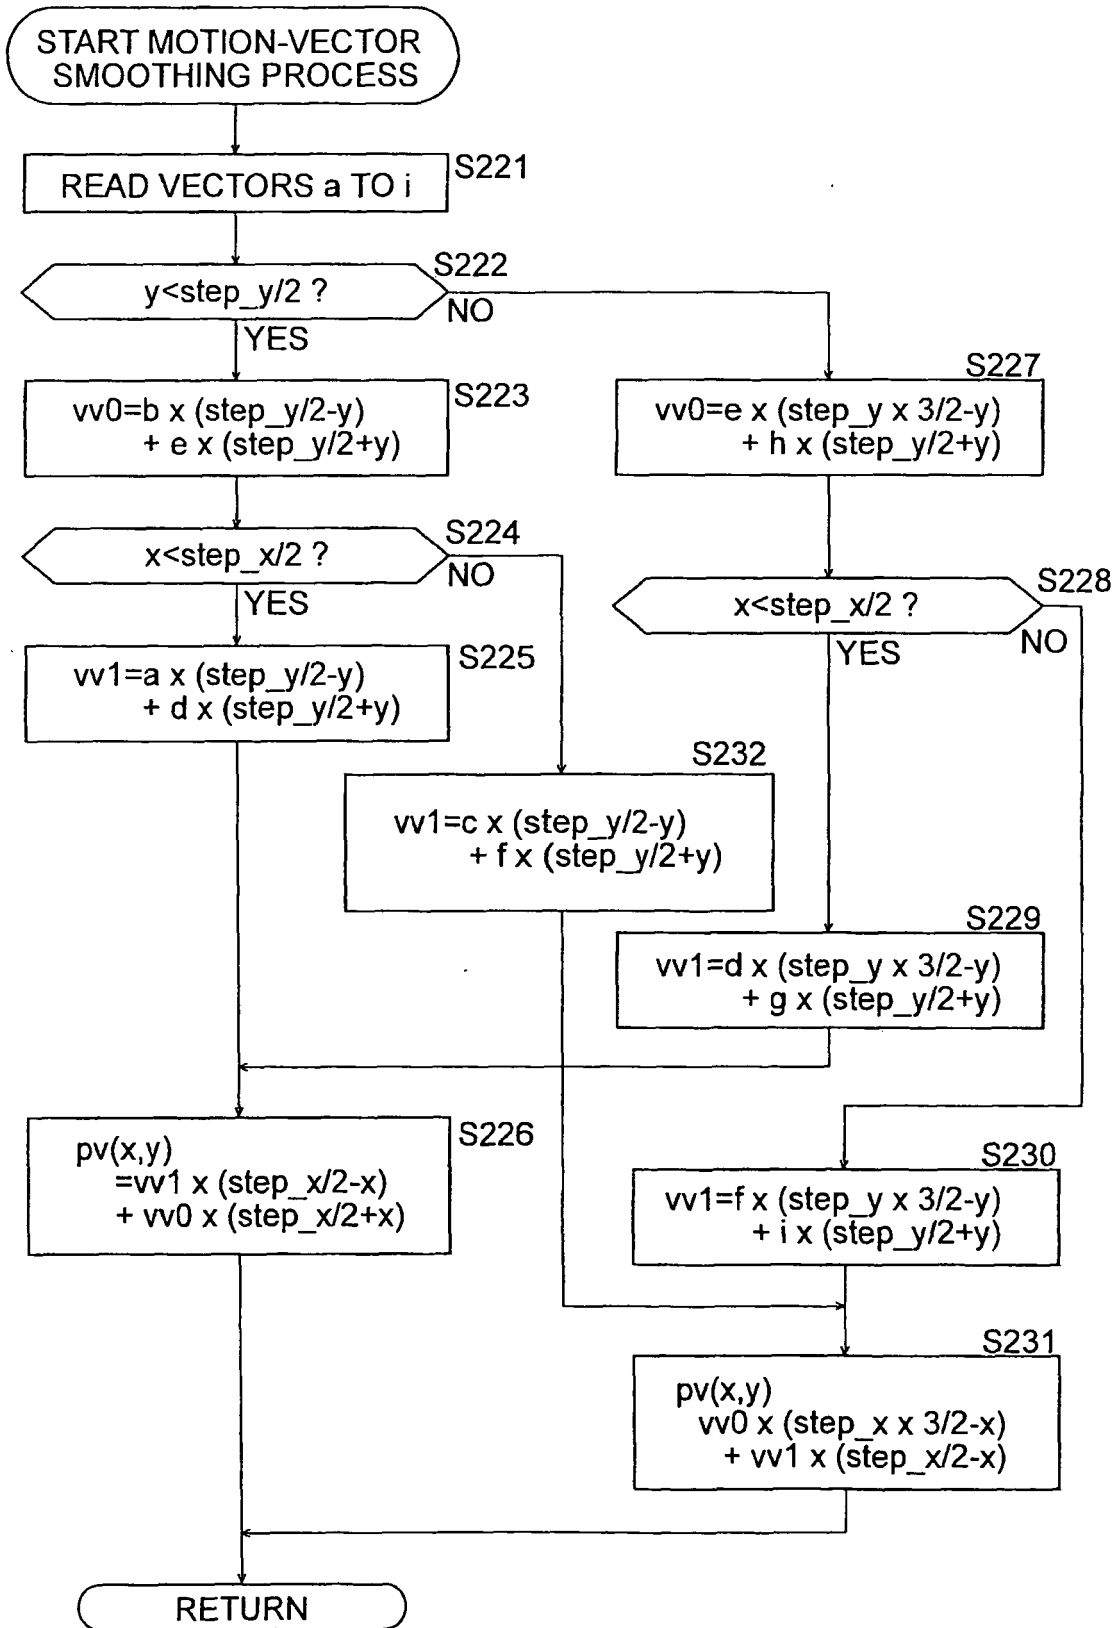 START MOTION-VECTOR
SMOOTHING PROCESS
S221
READ VECTORS a TO i
S222
y<step_y/2 ?
NO
YES
S223
vv0=b x (step_y/2-y)
+ e x (step_y/2+y)
S227
vv0=e x (step_y x 3/2-y)
+ h x (step_y/2+y)
S224
x<step_x/2 ?
NO
YES
S228
x<step_x/2 ?
YES
NO
S225
vv1=a x (step_y/2-y)
+ d x (step_y/2+y)
S232
vv1=c x (step_y/2-y)
+ f x (step_y/2+y)
S229
vv1=d x (step_y x 3/2-y)
+ g x (step_y/2+y)
S226
pv(x,y)
=vv1 x (step_x/2-x)
+ vv0 x (step_x/2+x)
S230
vv1=f x (step_y x 3/2-y)
+ i x (step_y/2+y)
S231
pv(x,y)
vv0 x (step_x x 3/2-x)
+ vv1 x (step_x/2-x)
RETURN